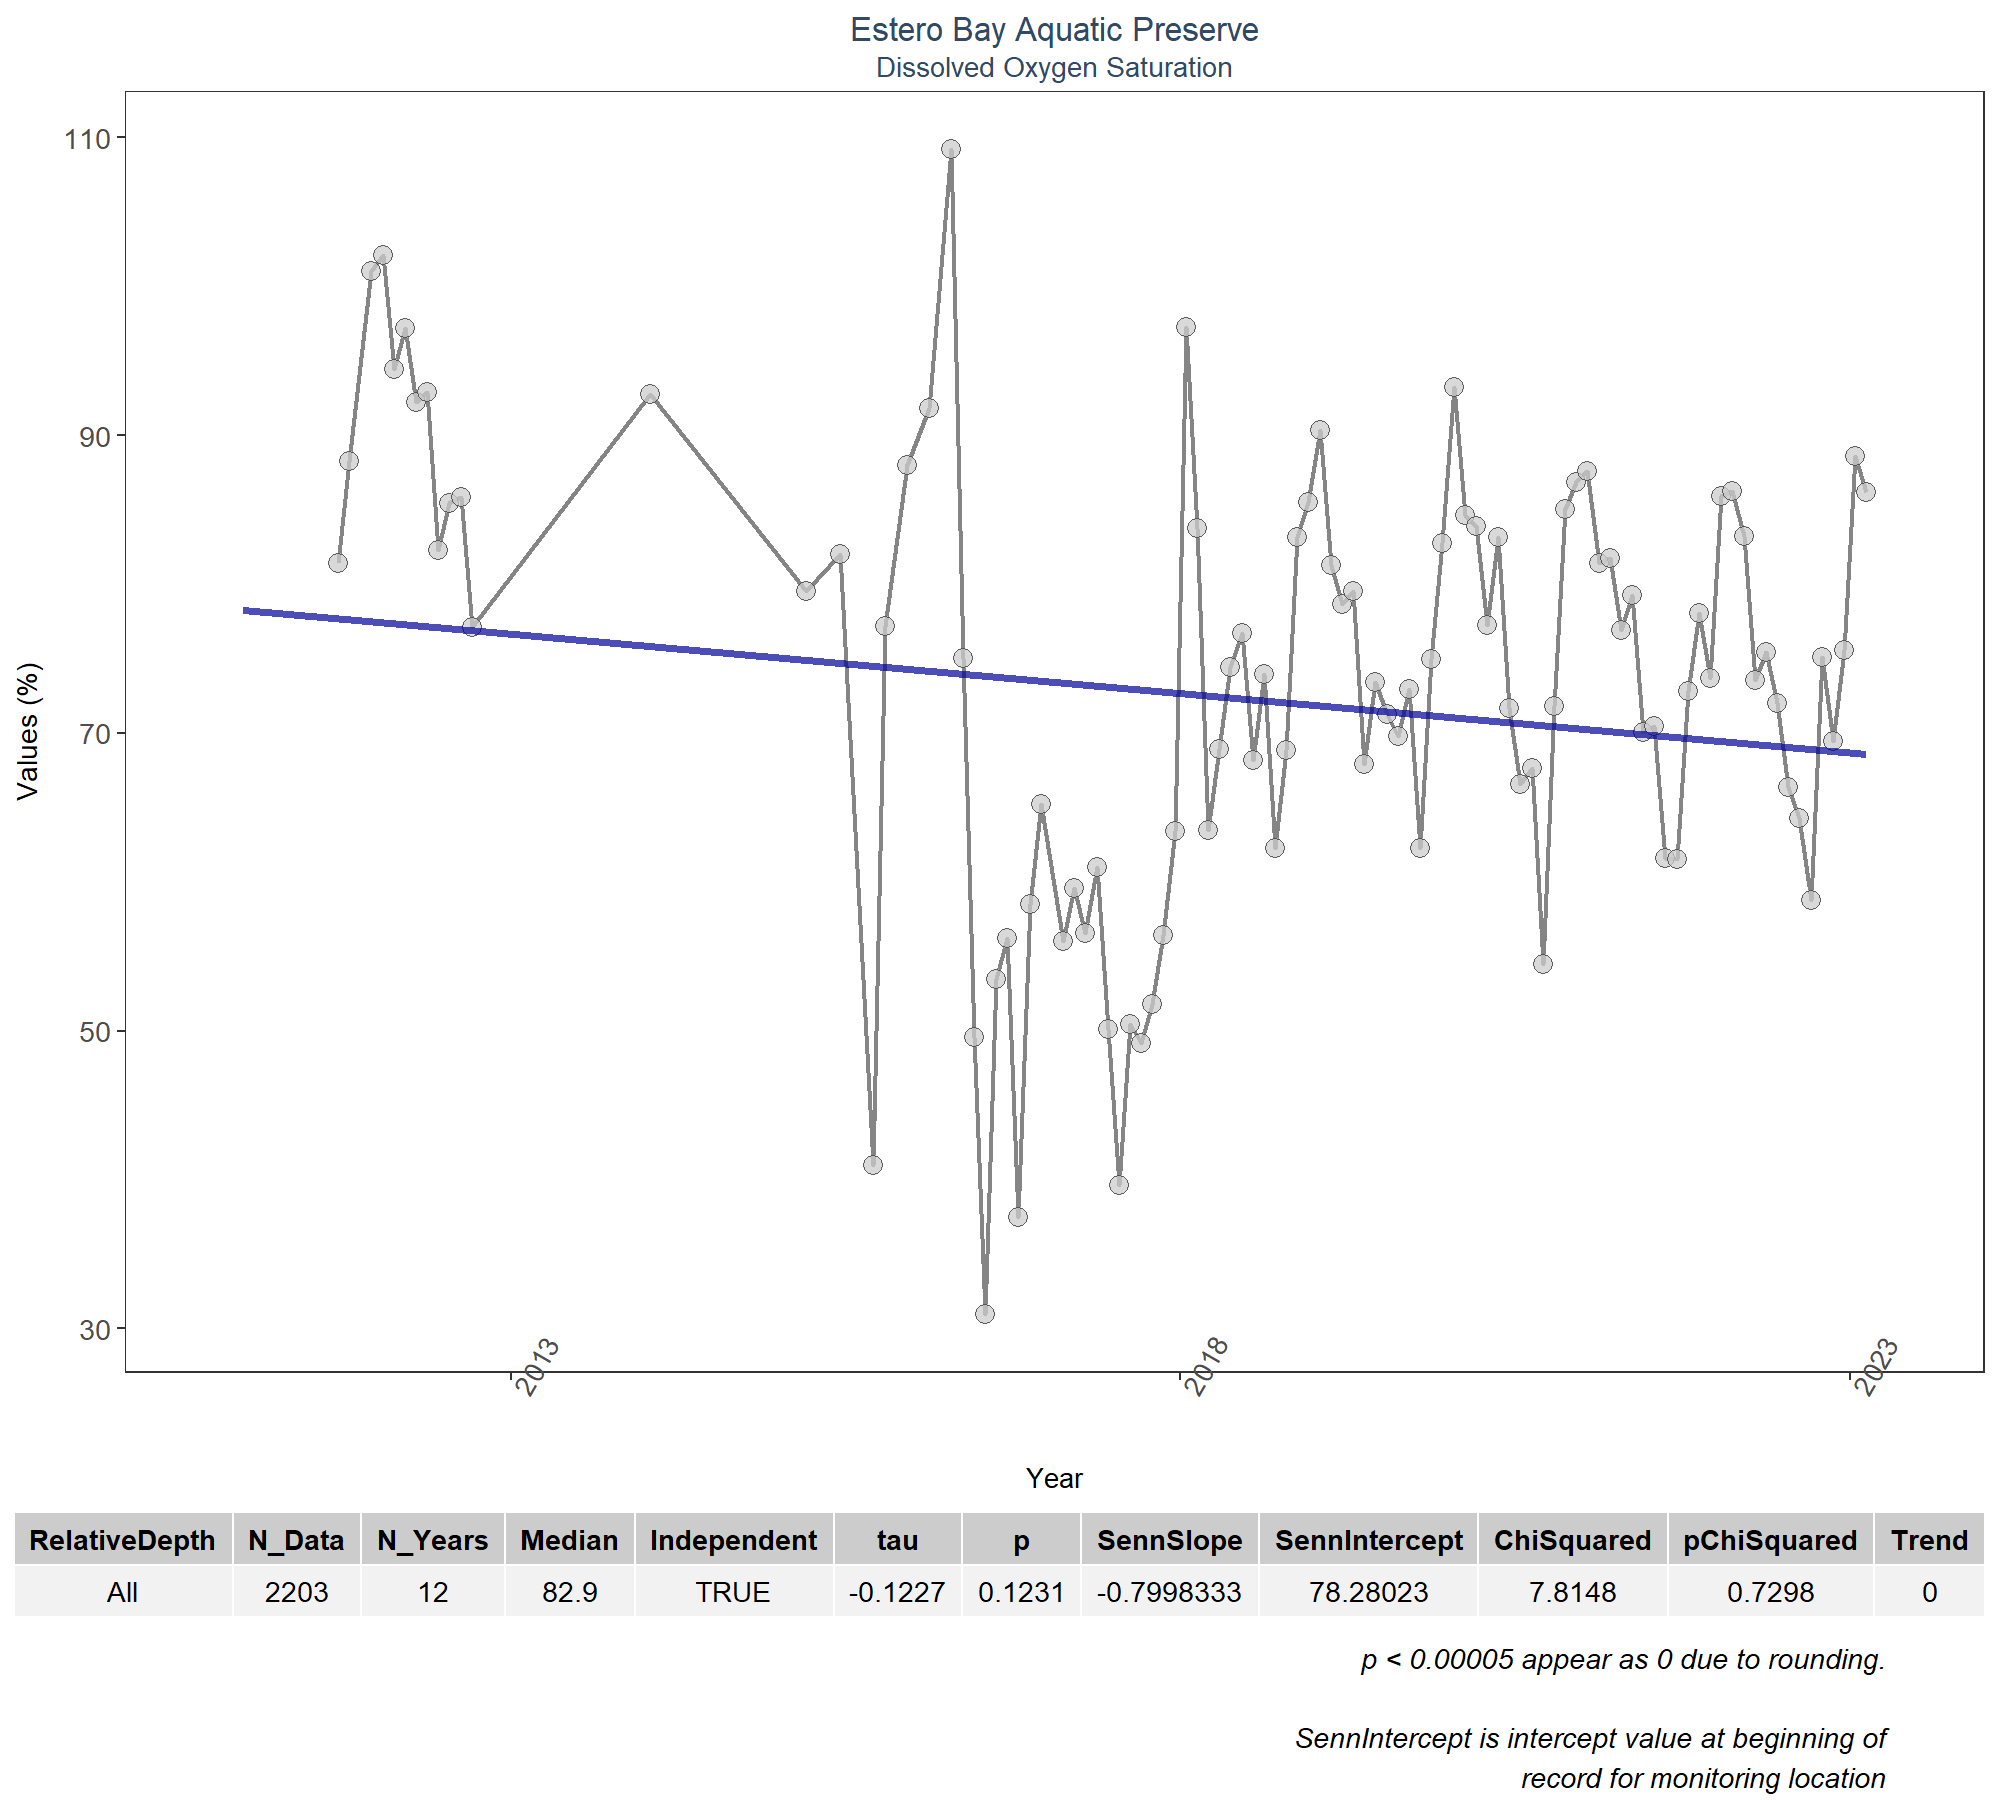 Estero Bay Aquatic Preserve
Dissolved Oxygen Saturation
110
90
70
50
30
Values (%)
2013
2018
2023
Year
RelativeDepth N_Data N_Years Median Independent tau p SennSlope SennIntercept ChiSquared pChiSquared Trend
All 2203 12 82.9 TRUE -0.1227 0.1231 -0.7998333 78.28023 7.8148 0.7298 0
p < 0.00005 appear as 0 due to rounding.
SennIntercept is intercept value at beginning of
record for monitoring location